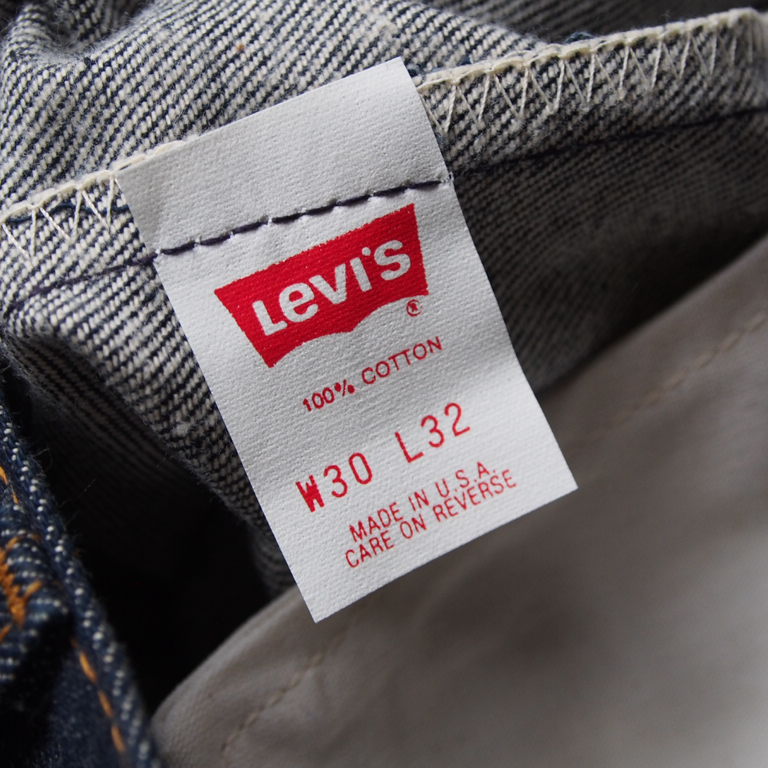 Levi's
®
100% COTTON
W30 L32
MADE IN U.S.A.
CARE ON REVERSE